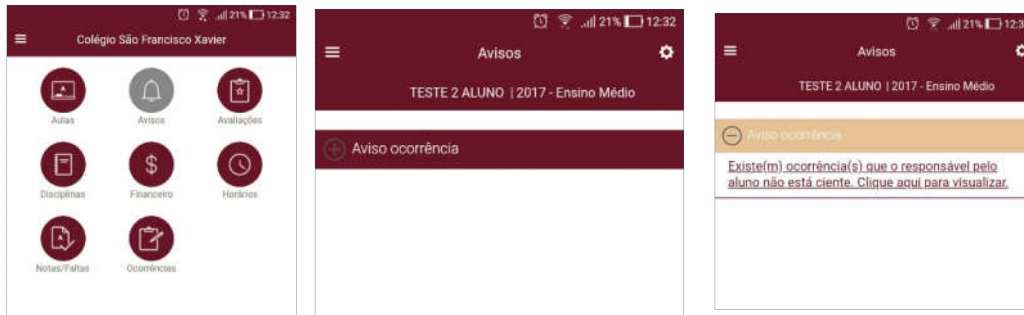 21% 12:32
Colégio São Francisco Xavier
Aulas
Avisos
Avaliações
Disciplinas
Financeiro
Horários
Notas/Faltas
Ocorrências
21% 12:32
Avisos
TESTE 2 ALUNO | 2017 - Ensino Médio
Aviso ocorrência
21% 12:3
Avisos
TESTE 2 ALUNO | 2017 - Ensino Médio
Aviso ocorrência
Existe(m) ocorrência(s) que o responsável pelo
aluno não está ciente. Clique aqui para visualizar.